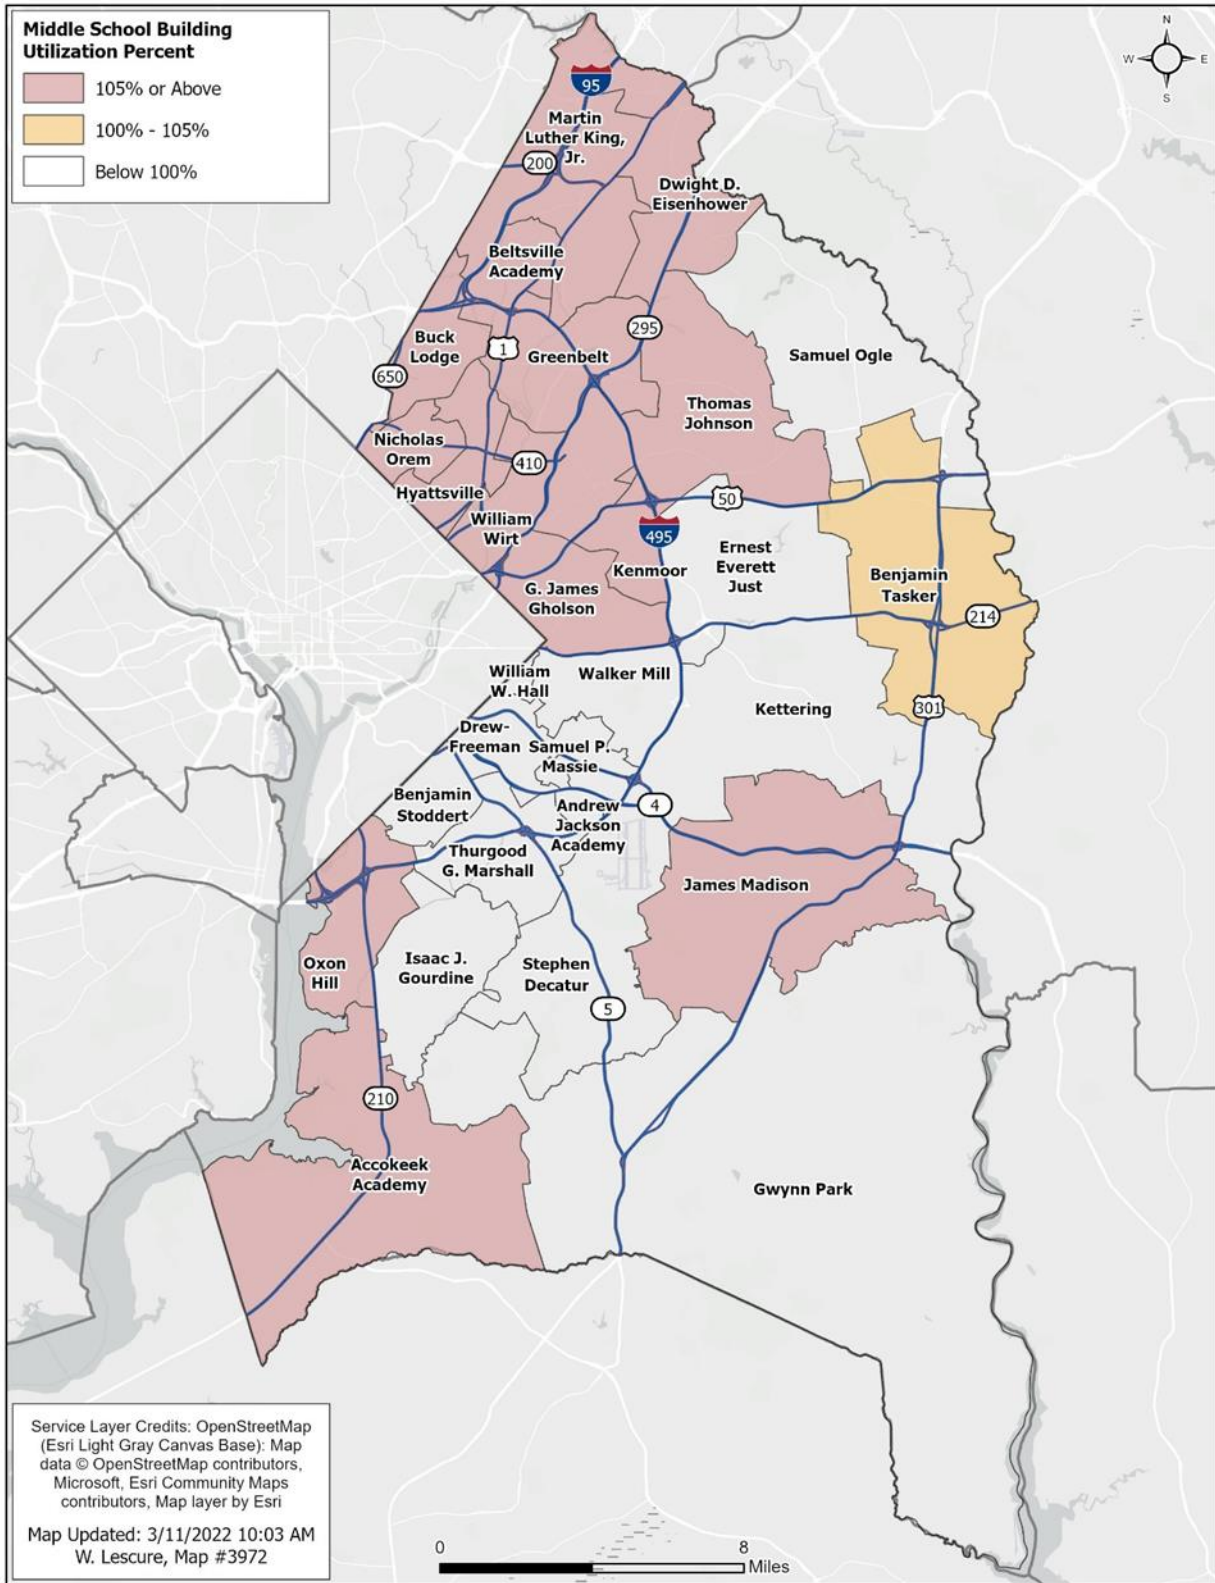 Middle School Building
Utilization Percent
105% or Above
100% - 105%
Below 100%
N
W
E
S
95
Martin
Luther King,
Jr.
200
Dwight D.
Eisenhower
Beltsville
Academy
295
Buck
Lodge
1
Greenbelt
Samuel Ogle
650
Thomas
Johnson
Nicholas
Orem
410
Hyattsville
50
William
Wirt
495
Ernest
Everett
Just
Kenmoor
Benjamin
Tasker
G. James
Gholson
214
William
W. Hall
Walker Mill
Kettering
301
Drew-
Freeman
Samuel P.
Massie
Benjamin
Stoddert
Andrew
Jackson
Academy
4
Thurgood
G. Marshall
James Madison
Oxon
Hill
Isaac J.
Gourdine
Stephen
Decatur
5
210
Accokeek
Academy
Gwynn Park
Service Layer Credits: OpenStreetMap
(Esri Light Gray Canvas Base): Map
data © OpenStreetMap contributors,
Microsoft, Esri Community Maps
contributors, Map layer by Esri
Map Updated: 3/11/2022 10:03 AM
W. Lescure, Map #3972
0
8
Miles